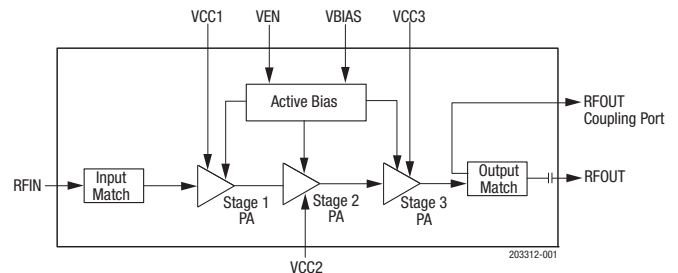 VCC1
VEN
VBIAS
VCC3
Active Bias
RFOUT
Coupling Port
RFIN
Input
Match
Stage 1
PA
Stage 2
PA
Stage 3
PA
Output
Match
RFOUT
VCC2
203312-001